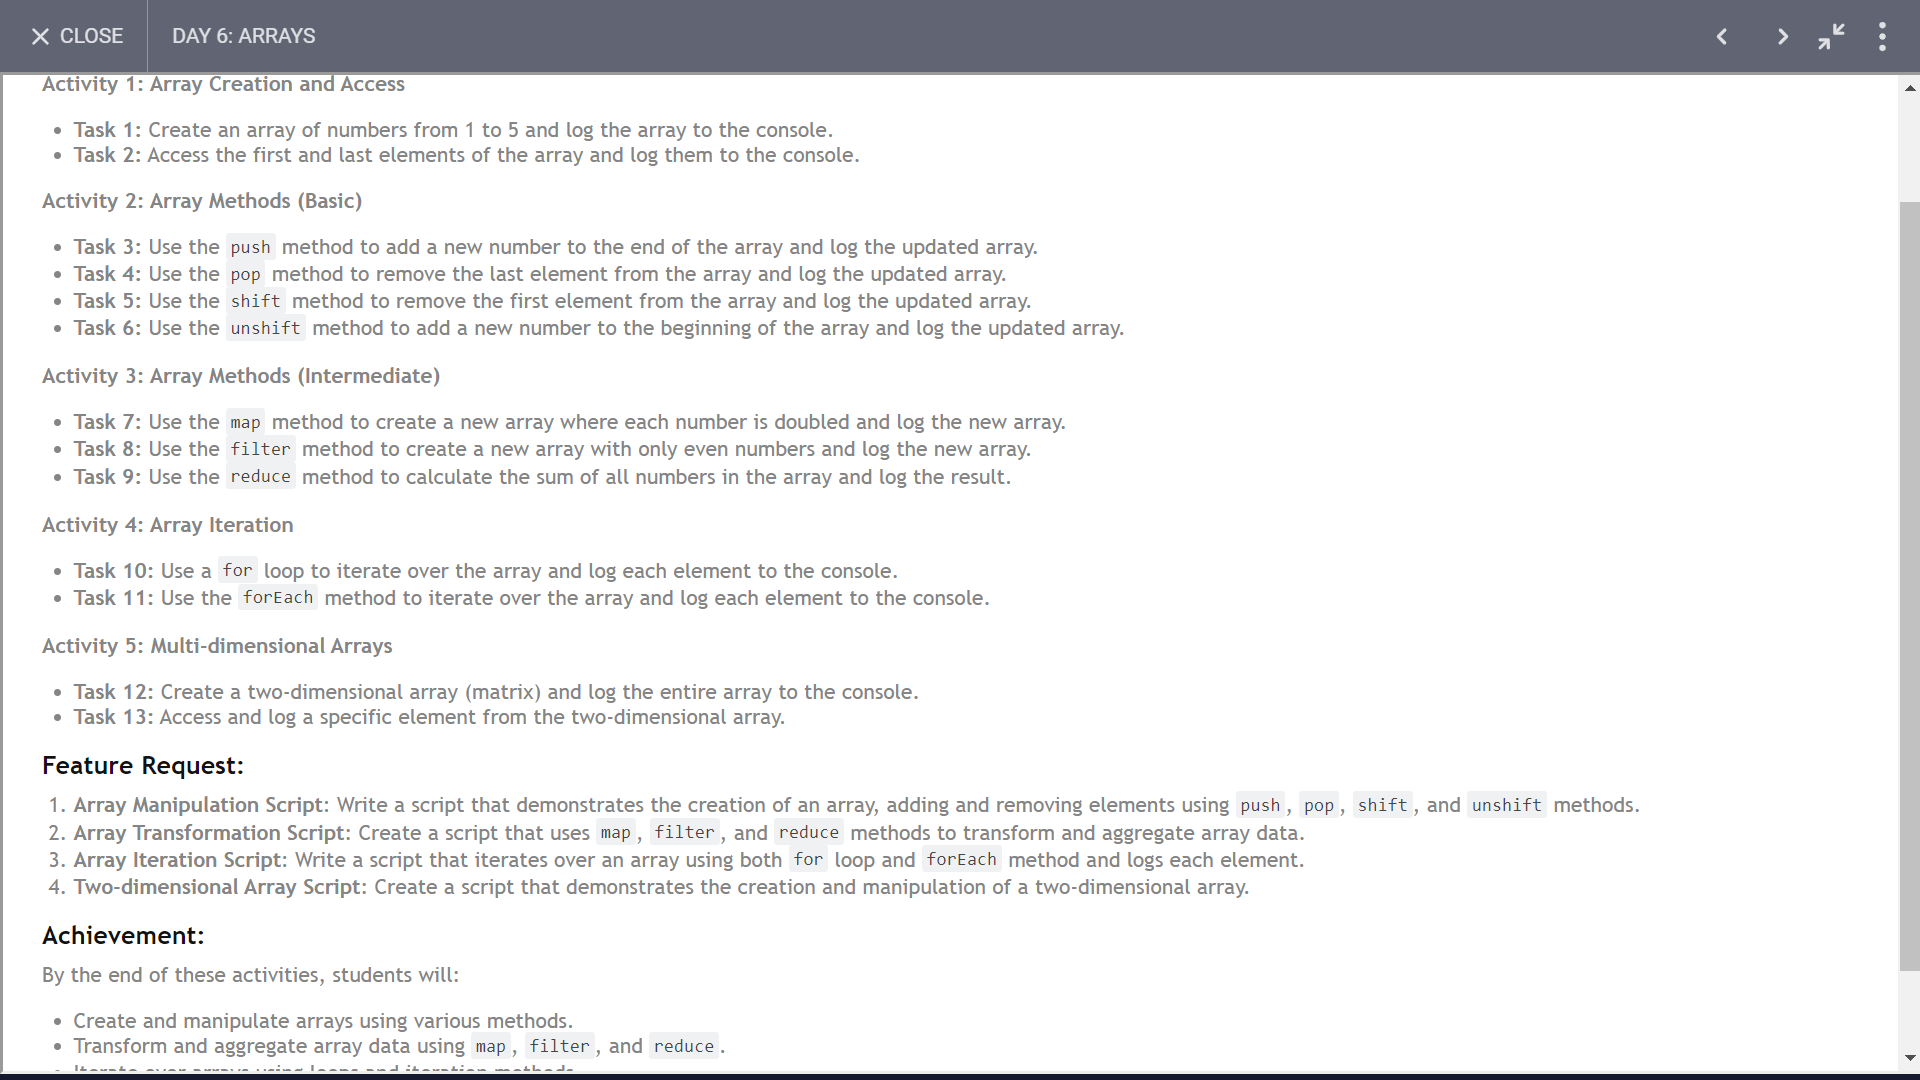 CLOSE
DAY 6: ARRAYS
Activity 1: Array Creation and Access
• Task 1: Create an array of numbers from 1 to 5 and log the array to the console.
• Task 2: Access the first and last elements of the array and log them to the console.
Activity 2: Array Methods (Basic)
• Task 3: Use the push method to add a new number to the end of the array and log the updated array.
• Task 4: Use the pop method to remove the last element from the array and log the updated array.
• Task 5: Use the shift method to remove the first element from the array and log the updated array.
• Task 6: Use the unshift method to add a new number to the beginning of the array and log the updated array.
Activity 3: Array Methods (Intermediate)
• Task 7: Use the map method to create a new array where each number is doubled and log the new array.
• Task 8: Use the filter method to create a new array with only even numbers and log the new array.
• Task 9: Use the reduce method to calculate the sum of all numbers in the array and log the result.
Activity 4: Array Iteration
• Task 10: Use a for loop to iterate over the array and log each element to the console.
• Task 11: Use the forEach method to iterate over the array and log each element to the console.
Activity 5: Multi-dimensional Arrays
• Task 12: Create a two-dimensional array (matrix) and log the entire array to the console.
• Task 13: Access and log a specific element from the two-dimensional array.
Feature Request:
1. Array Manipulation Script: Write a script that demonstrates the creation of an array, adding and removing elements using push, pop, shift, and unshift methods.
2. Array Transformation Script: Create a script that uses map, filter, and reduce methods to transform and aggregate array data.
3. Array Iteration Script: Write a script that iterates over an array using both for loop and forEach method and logs each element.
4. Two-dimensional Array Script: Create a script that demonstrates the creation and manipulation of a two-dimensional array.
Achievement:
By the end of these activities, students will:
• Create and manipulate arrays using various methods.
• Transform and aggregate array data using map, filter, and reduce.
• Iterate over arrays using loops and iteration methods.